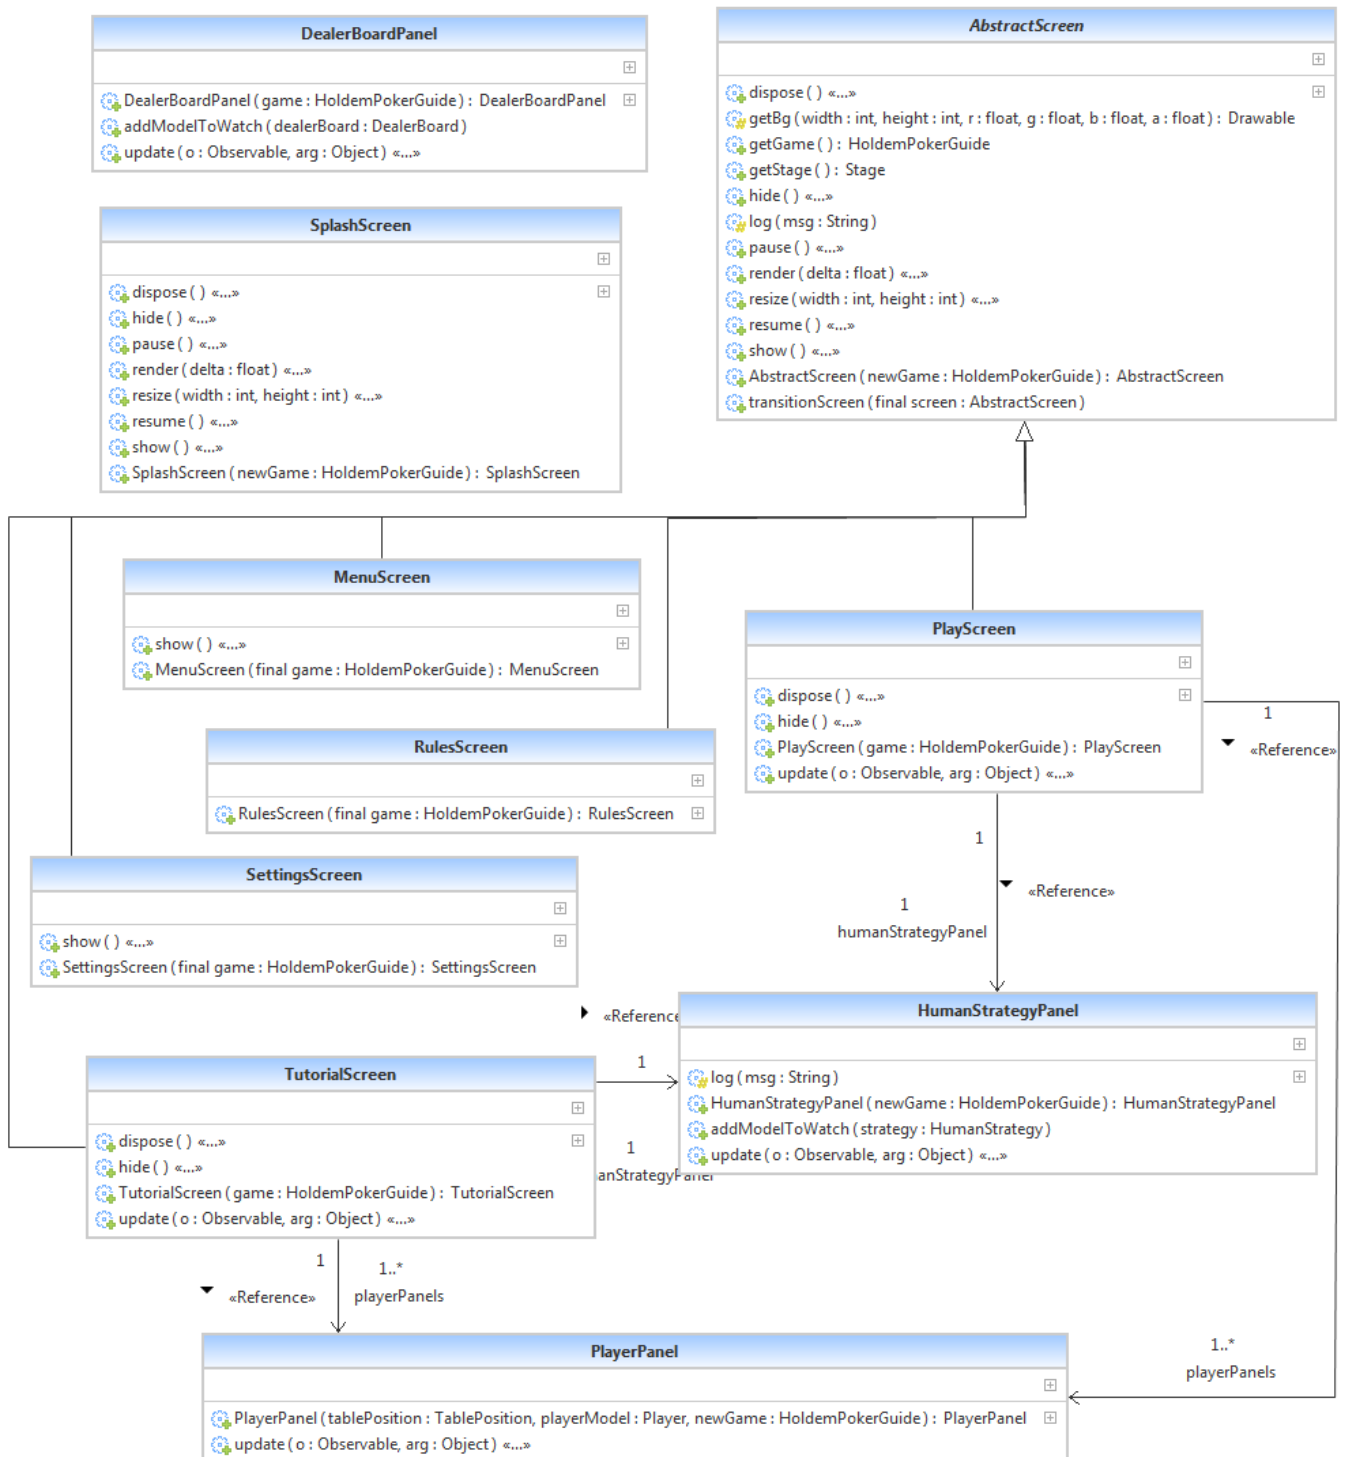 DealerBoardPanel
DealerBoardPanel ( game : HoldemPokerGuide ) : DealerBoardPanel
addModelToWatch ( dealerBoard : DealerBoard )
update ( o : Observable, arg : Object ) «...»
AbstractScreen
dispose ( ) «...»
getBg ( width : int, height : int, r : float, g : float, b : float, a : float ) : Drawable
getGame ( ) : HoldemPokerGuide
getStage ( ) : Stage
hide ( ) «...»
log ( msg : String )
pause ( ) «...»
render ( delta : float ) «...»
resize ( width : int, height : int ) «...»
resume ( ) «...»
show ( ) «...»
AbstractScreen ( newGame : HoldemPokerGuide ) : AbstractScreen
transitionScreen ( final screen : AbstractScreen )
SplashScreen
dispose ( ) «...»
hide ( ) «...»
pause ( ) «...»
render ( delta : float ) «...»
resize ( width : int, height : int ) «...»
resume ( ) «...»
show ( ) «...»
SplashScreen ( newGame : HoldemPokerGuide ) : SplashScreen
MenuScreen
show ( ) «...»
MenuScreen ( final game : HoldemPokerGuide ) : MenuScreen
PlayScreen
dispose ( ) «...»
hide ( ) «...»
PlayScreen ( game : HoldemPokerGuide ) : PlayScreen
update ( o : Observable, arg : Object ) «...»
1
«Reference»
RulesScreen
RulesScreen ( final game : HoldemPokerGuide ) : RulesScreen
1
«Reference»
1
humanStrategyPanel
SettingsScreen
show ( ) «...»
SettingsScreen ( final game : HoldemPokerGuide ) : SettingsScreen
«Reference
HumanStrategyPanel
log ( msg : String )
HumanStrategyPanel ( newGame : HoldemPokerGuide ) : HumanStrategyPanel
addModelToWatch ( strategy : HumanStrategy )
update ( o : Observable, arg : Object ) «...»
1
1
anStrategyPanel
TutorialScreen
dispose ( ) «...»
hide ( ) «...»
TutorialScreen ( game : HoldemPokerGuide ) : TutorialScreen
update ( o : Observable, arg : Object ) «...»
1
1..*
«Reference»
playerPanels
1..*
playerPanels
PlayerPanel
PlayerPanel ( tablePosition : TablePosition, playerModel : Player, newGame : HoldemPokerGuide ) : PlayerPanel
update ( o : Observable, arg : Object ) «...»